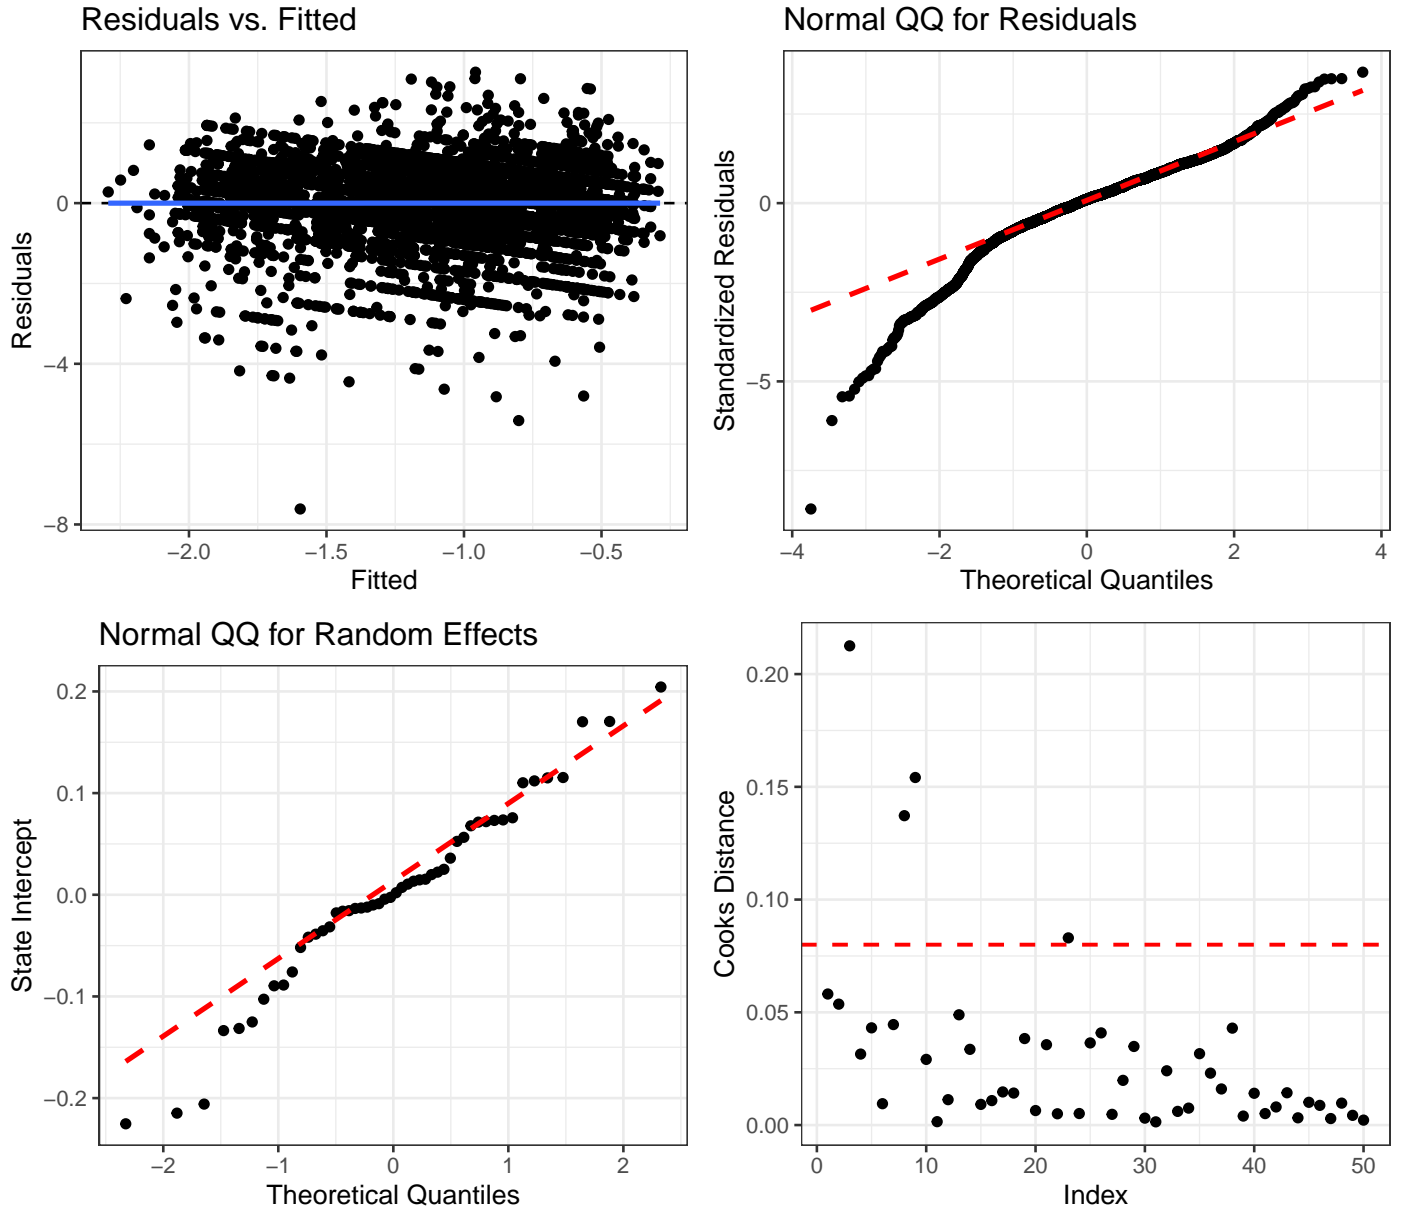 Residuals vs. Fitted
0
−4
−8
Residuals
−2.0 −1.5 −1.0 −0.5
Fitted
Normal QQ for Residuals
0
−5
Standardized Residuals
−4 −2 0 2 4
Theoretical Quantiles
Normal QQ for Random Effects
0.2
0.1
0.0
−0.1
−0.2
State Intercept
−2 −1 0 1 2
Theoretical Quantiles
0.20
0.15
0.10
0.05
0.00
Cooks Distance
0 10 20 30 40 50
Index